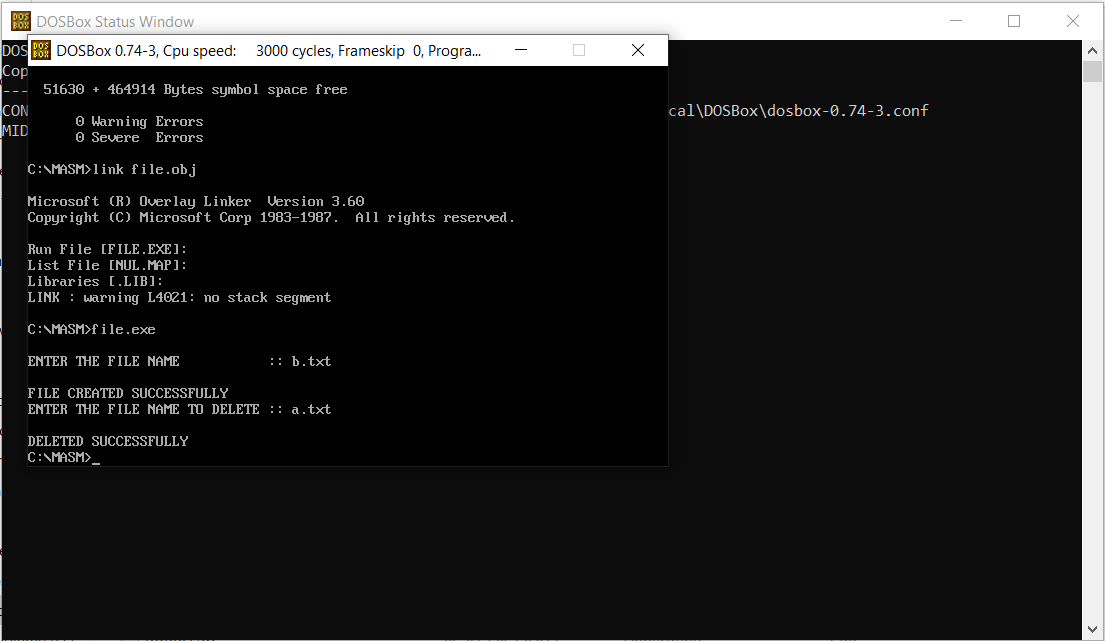 DOSBox Status Window
DOS
Cop
---
CON
cal\DOSBox\dosbox-0.74-3.conf
MID
DOSBox 0.74-3, Cpu speed:    3000 cycles, Frameskip  0, Progra...
51630 + 464914 Bytes symbol space free
0 Warning Errors
0 Severe  Errors
C:\MASM>link file.obj
Microsoft (R) Overlay Linker  Version 3.60
Copyright (C) Microsoft Corp 1983-1987.  All rights reserved.
Run File [FILE.EXE]:
List File [NUL.MAP]:
Libraries [.LIB]:
LINK : warning L4021: no stack segment
C:\MASM>file.exe
ENTER THE FILE NAME           :: b.txt
FILE CREATED SUCCESSFULLY
ENTER THE FILE NAME TO DELETE :: a.txt
DELETED SUCCESSFULLY
C:\MASM>_